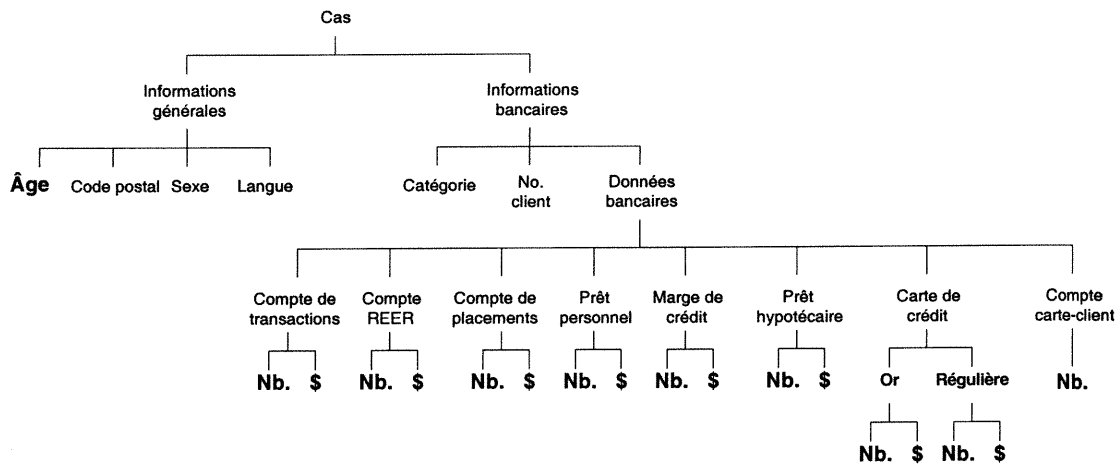 Cas
Informations
générales
Informations
bancaires
Âge
Code postal
Sexe
Langue
Catégorie
No.
client
Données
bancaires
Compte de
transactions
Compte
REER
Compte de
placements
Prêt
personnel
Marge de
crédit
Prêt
hypotécaire
Carte de
crédit
Compte
carte-client
Nb. $
Nb. $
Nb. $
Nb. $
Nb. $
Nb. $
Or
Régulière
Nb.
Nb. $
Nb. $